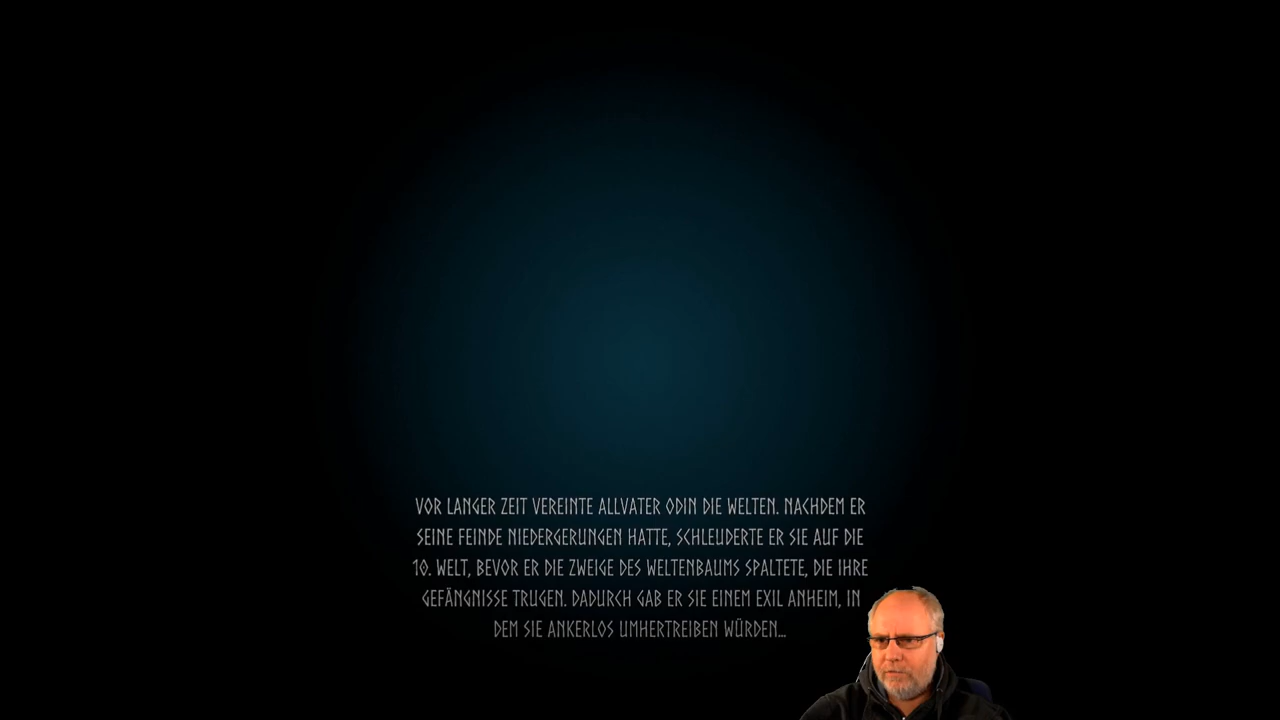 VOR LANGER ZEIT VEREINTE ALLVATER ODIN DIE WELTEN. NACHDEM ER
SEINE FEINDE NIEDERGERUNGEN HATTE, SCHLEUDERTE ER SIE AUF DIE
10. WELT, BEVOR ER DIE ZWEIGE DES WELTENBAUMS SPALTETE, DIE IHRE
GEFÄNGNISSE TRUGEN. DADURCH GAB ER SIE EINEM EXIL ANHEIM, IN
DEM SIE ANKERLOS UMHERTREIBEN WÜRDEN...